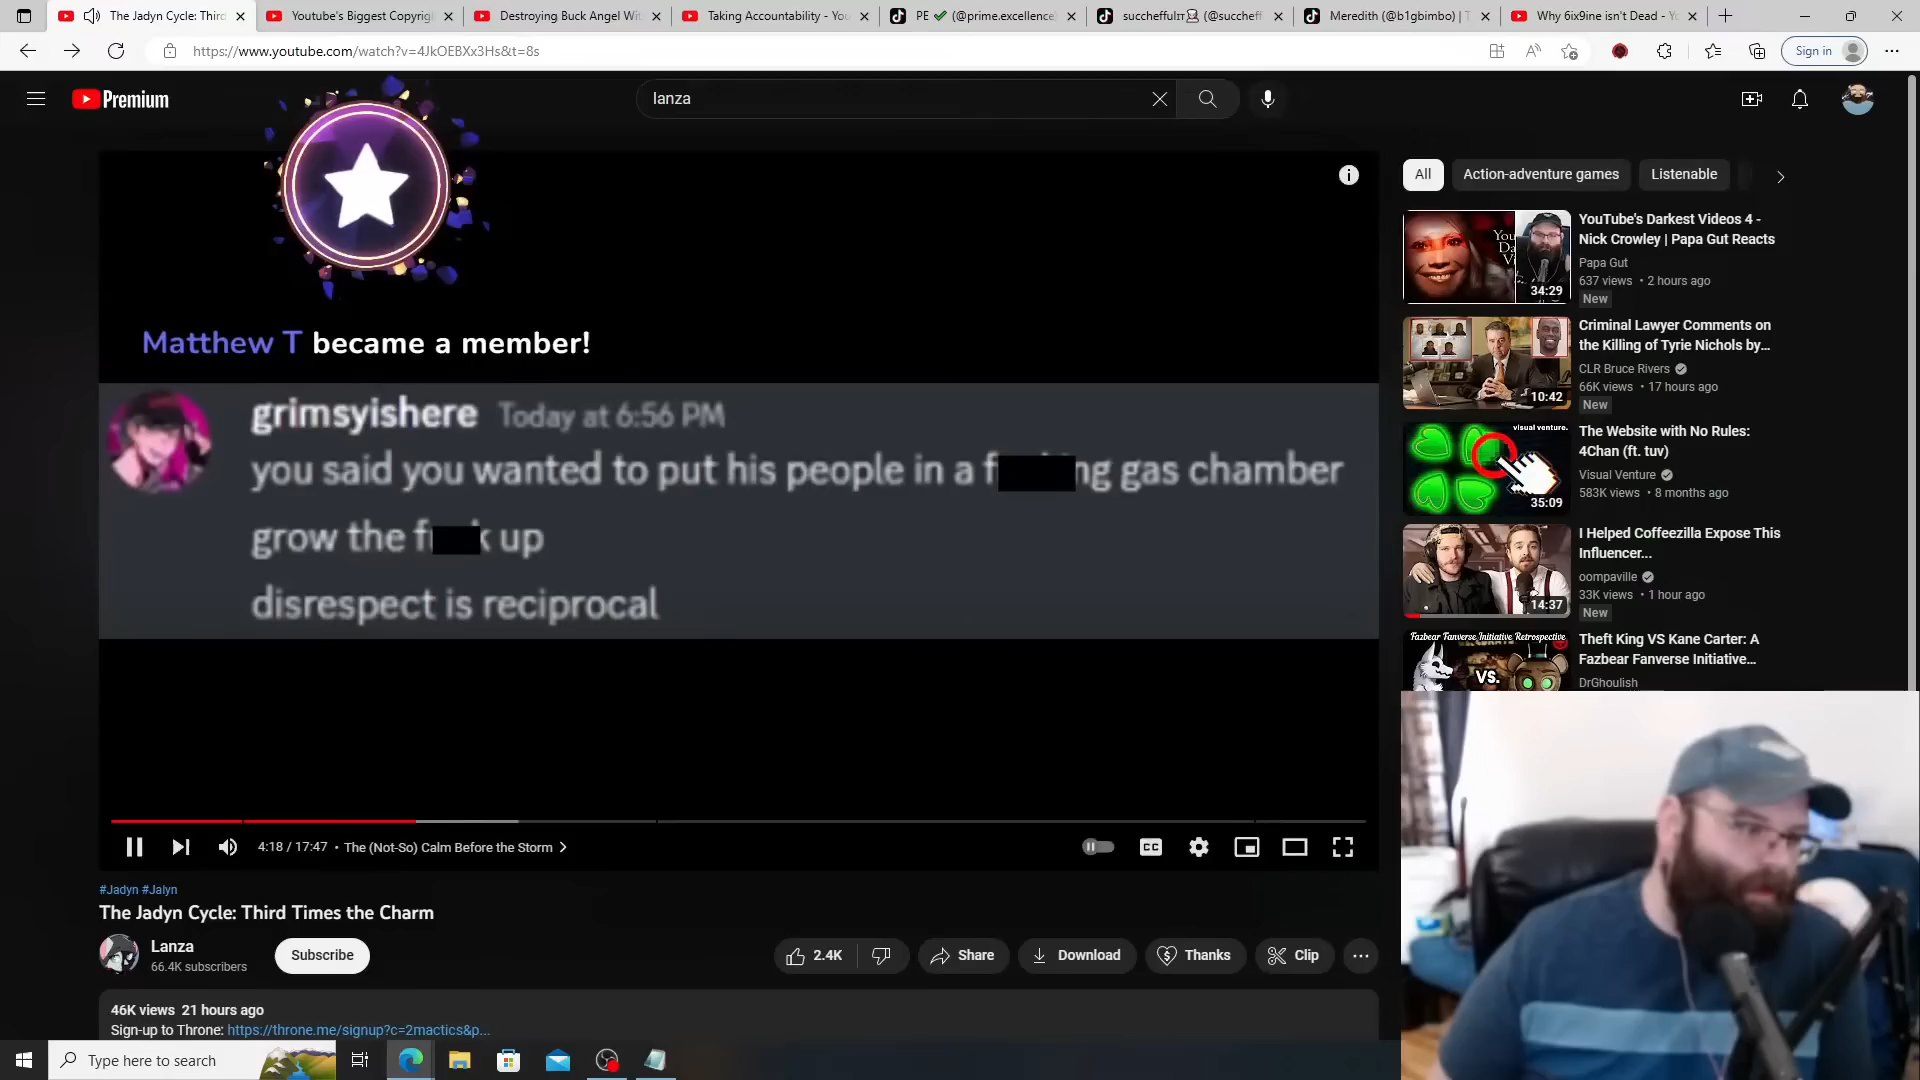 The Jadyn Cycle: Third
Youtube's Biggest Copyrig
Destroying Buck Angel Wi
Taking Accountability - You
PE ✔ (@prime.excellence)
succhefful (@succhef
Meredith (@b1gbimbo) | T
Why 6ix9ine isn't Dead - Y
https://www.youtube.com/watch?v=4JkOEBXx3Hs&t=8s
Sign in
Premium
lanza
All
Action-adventure games
Listenable
YouTube's Darkest Videos 4 -
Nick Crowley | Papa Gut Reacts
Papa Gut
637 views • 2 hours ago
New
34:29
Matthew T became a member!
Criminal Lawyer Comments on
the Killing of Tyrie Nichols by...
CLR Bruce Rivers
66K views • 17 hours ago
New
10:42
grimsyishere Today at 6:56 PM
you said you wanted to put his people in a f ng gas chamber
grow the f k up
disrespect is reciprocal
visual venture.
The Website with No Rules:
4Chan (ft. tuv)
Visual Venture
583K views • 8 months ago
35:09
I Helped Coffeezilla Expose This
Influencer...
oompaville
33K views • 1 hour ago
New
14:37
Fazbear Fanverse Initiative Retrospective
VS.
Theft King VS Kane Carter: A
Fazbear Fanverse Initiative...
DrGhoulish
4:18 / 17:47 • The (Not-So) Calm Before the Storm
CC
#Jadyn #Jalyn
The Jadyn Cycle: Third Times the Charm
Lanza
66.4K subscribers
Subscribe
2.4K
Share
Download
Thanks
Clip
46K views 21 hours ago
Sign-up to Throne: https://throne.me/signup?c=2mactics&p...
Type here to search